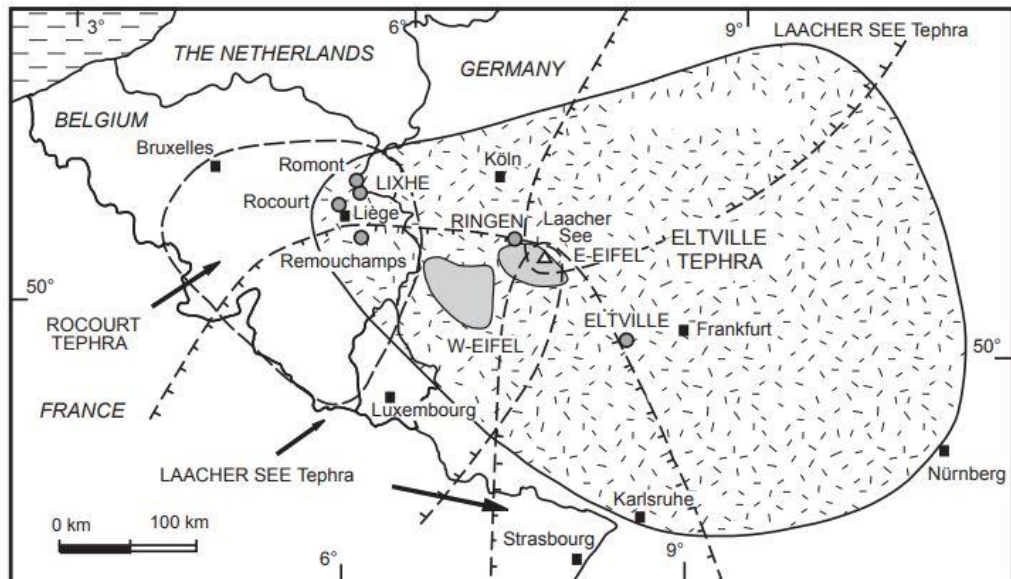 3°
6°
9°
LAACHER SEE Tephra
THE NETHERLANDS
GERMANY
BELGIUM
Bruxelles
Romont
LIXHE
Köln
Rocourt
Liège
RINGEN
Laacher
See
Remouchamps
E-EIFEL
ELTVILLE
TEPHRA
50°
ROCOURT
TEPHRA
ELTVILLE
Frankfurt
W-EIFEL
50°
FRANCE
Luxembourg
LAACHER SEE Tephra
Nürnberg
Karlsruhe
0 km
100 km
Strasbourg
6°
9°